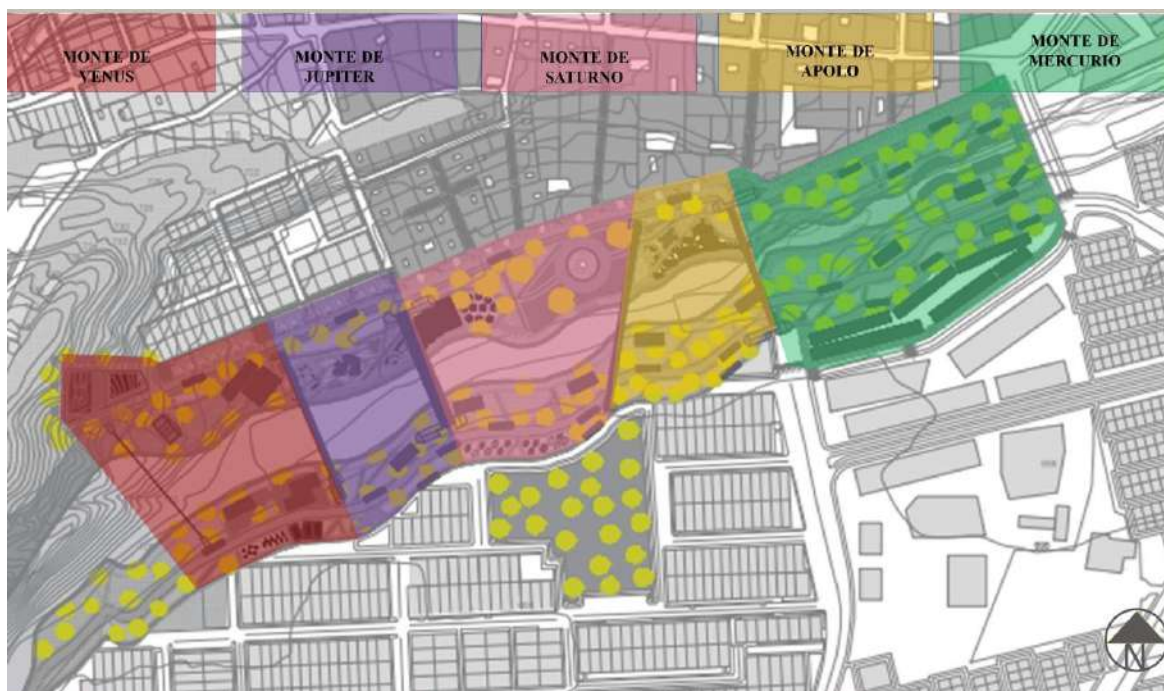 MONTE DE
VENUS
MONTE DE
JUPITER
MONTE DE
SATURNO
MONTE DE
APOLO
MONTE DE
MERCURIO
N